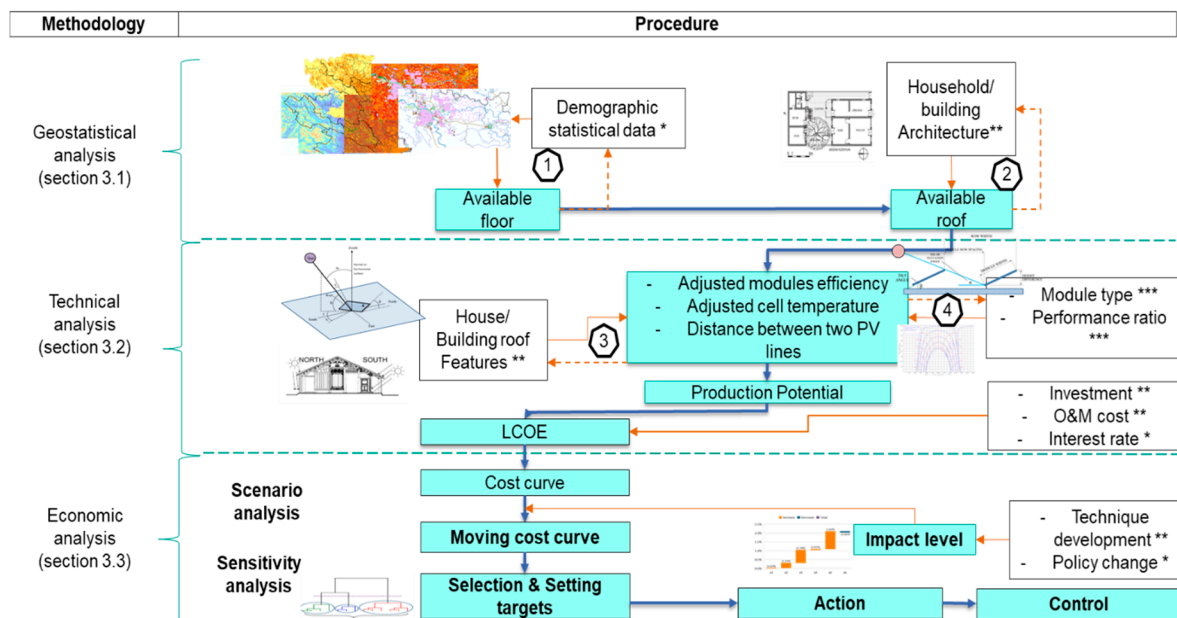 Methodology
Procedure
Geostatistical
analysis
(section 3.1)
Demographic
statistical data *
1
Household/
building
Architecture**
2
Available
floor
Available
roof
Technical
analysis
(section 3.2)
NORTH
SOUTH
House/
Building roof
Features **
3
- Adjusted modules efficiency
- Adjusted cell temperature
- Distance between two PV
lines
4
- Module type ***
- Performance ratio
***
Production Potential
- Investment **
- O&M cost **
- Interest rate *
LCOE
Economic
analysis
(section 3.3)
Scenario
analysis
Cost curve
Moving cost curve
Impact level
- Technique
development **
- Policy change *
Sensitivity
analysis
Selection & Setting
targets
Action
Control